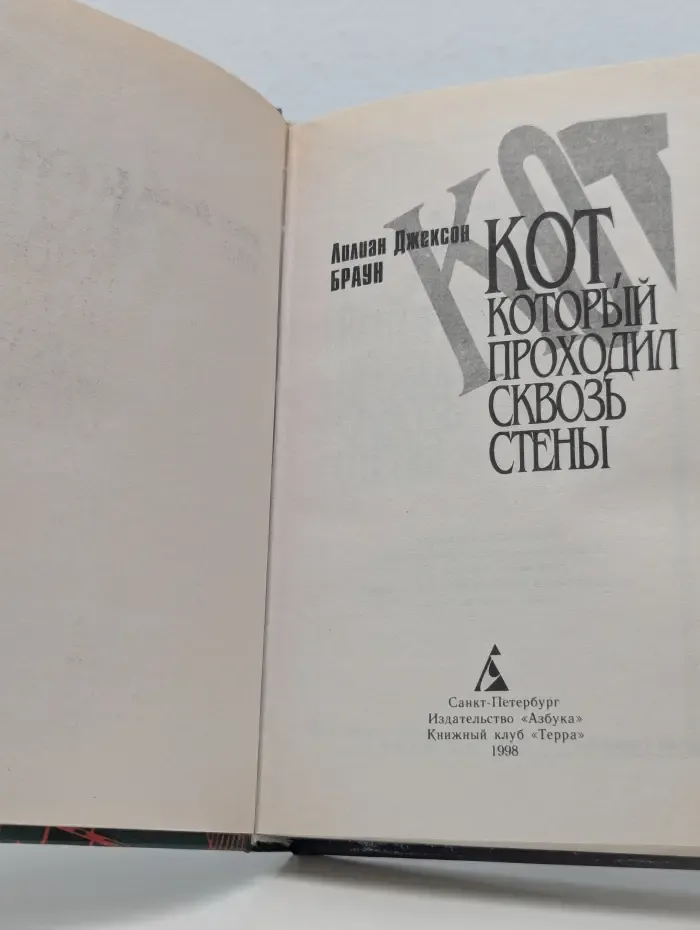 КОТ
Лилиан Джексон
БРАУН
КОТ,
КОТОРЫЙ
ПРОХОДИЛ
СКВОЗЬ
СТЕНЫ
Санкт-Петербург
Издательство «Азбука»
Книжный клуб «Терра»
1998